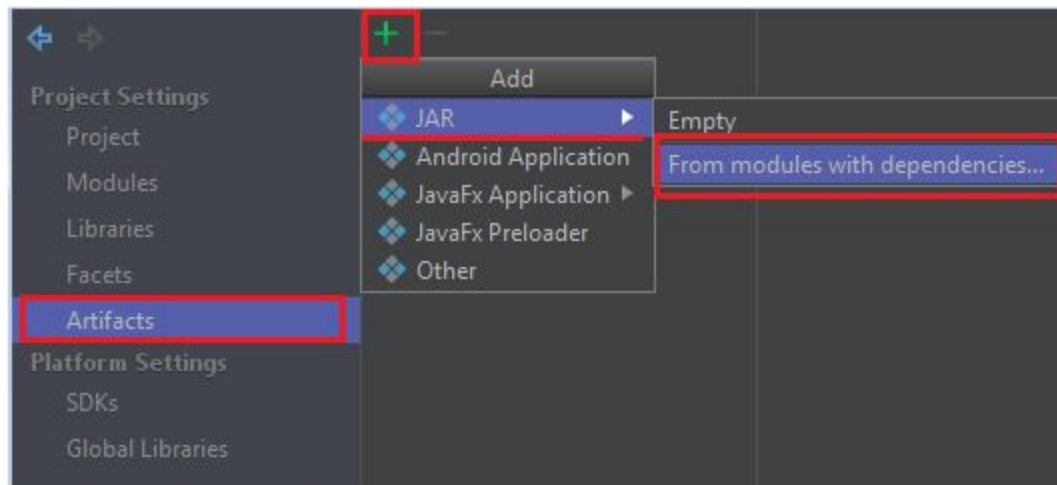 Project Settings
Project
Modules
Libraries
Facets
Artifacts
Platform Settings
SDKs
Global Libraries
Add
JAR
Android Application
JavaFx Application
JavaFx Preloader
Other
Empty
From modules with dependencies...